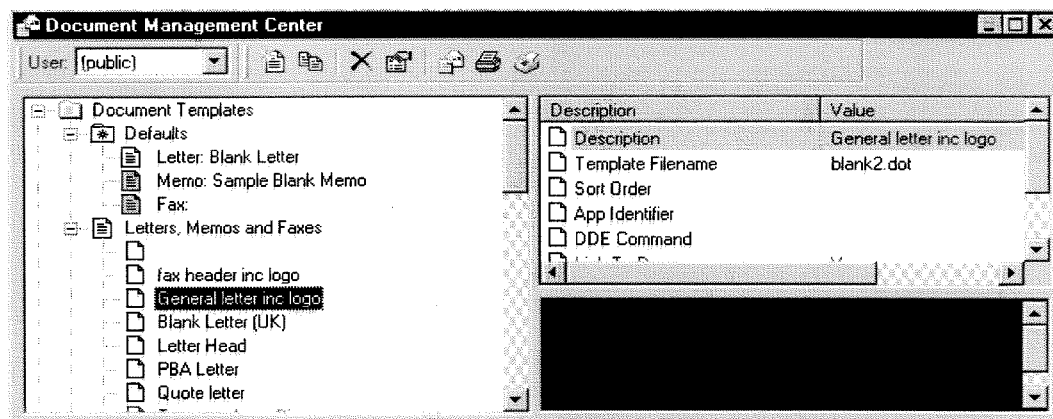 Document Management Center
User: (public)
Document Templates
Defaults
Letter: Blank Letter
Memo: Sample Blank Memo
Fax:
Letters, Memos and Faxes
fax header inc logo
General letter inc logo
Blank Letter (UK)
Letter Head
PBA Letter
Quote letter
Description Value
Description General letter inc logo
Template Filename blank2.dot
Sort Order
App Identifier
DDE Command